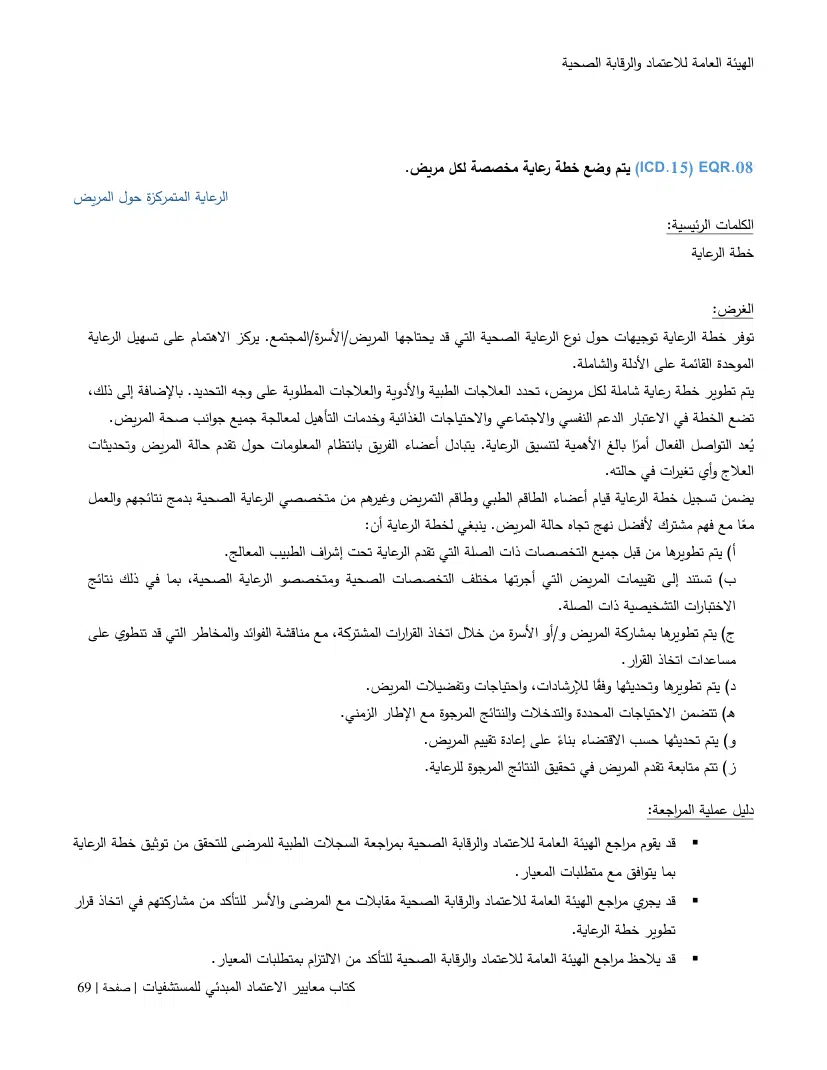 الهيئة العامة للاعتماد والرقابة الصحية
EQR.08 (ICD.15) يتم وضع خطة رعاية مخصصة لكل مريض.
الرعاية المتمركزة حول المريض
الكلمات الرئيسية:
خطة الرعاية
الغرض:
توفر خطة الرعاية توجيهات حول نوع الرعاية الصحية التي قد يحتاجها المريض/الأسرة/المجتمع. يركز الاهتمام على تسهيل الرعاية
الموحدة القائمة على الأدلة والشاملة.
يتم تطوير خطة رعاية شاملة لكل مريض، تحدد العلاجات الطبية والأدوية والعلاجات المطلوبة على وجه التحديد. بالإضافة إلى ذلك،
تضع الخطة في الاعتبار الدعم النفسي والاجتماعي والاحتياجات الغذائية وخدمات التأهيل لمعالجة جميع جوانب صحة المريض.
يُعد التواصل الفعال أمرًا بالغ الأهمية لتنسيق الرعاية. يتبادل أعضاء الفريق بانتظام المعلومات حول تقدم حالة المريض وتحديثات
العلاج وأي تغيرات في حالته.
يضمن تسجيل خطة الرعاية قيام أعضاء الطاقم الطبي وطاقم التمريض وغيرهم من متخصصي الرعاية الصحية بدمج نتائجهم والعمل
معًا مع فهم مشترك لأفضل نهج تجاه حالة المريض. ينبغي لخطة الرعاية أن:
أ) يتم تطويرها من قبل جميع التخصصات ذات الصلة التي تقدم الرعاية تحت إشراف الطبيب المعالج.
ب) تستند إلى تقييمات المريض التي أجرتها مختلف التخصصات الصحية ومتخصصو الرعاية الصحية، بما في ذلك نتائج
الاختبارات التشخيصية ذات الصلة.
ج) يتم تطويرها بمشاركة المريض و/أو الأسرة من خلال اتخاذ القرارات المشتركة، مع مناقشة الفوائد والمخاطر التي قد تنطوي على
مساعدات اتخاذ القرار.
د) يتم تطويرها وتحديثها وفقًا للإرشادات، واحتياجات وتفضيلات المريض.
ه) تتضمن الاحتياجات المحددة والتدخلات والنتائج المرجوة مع الإطار الزمني.
و) يتم تحديثها حسب الاقتضاء بناءً على إعادة تقييم المريض.
ز) تتم متابعة تقدم المريض في تحقيق النتائج المرجوة للرعاية.
دليل عملية المراجعة:
▪ قد يقوم مراجع الهيئة العامة للاعتماد والرقابة الصحية بمراجعة السجلات الطبية للمرضى للتحقق من توثيق خطة الرعاية
بما يتوافق مع متطلبات المعيار.
▪ قد يجري مراجع الهيئة العامة للاعتماد والرقابة الصحية مقابلات مع المرضى والأسر للتأكد من مشاركتهم في اتخاذ قرار
تطوير خطة الرعاية.
▪ قد يلاحظ مراجع الهيئة العامة للاعتماد والرقابة الصحية للتأكد من الالتزام بمتطلبات المعيار.
كتاب معايير الاعتماد المبدئي للمستشفيات | صفحة | 69